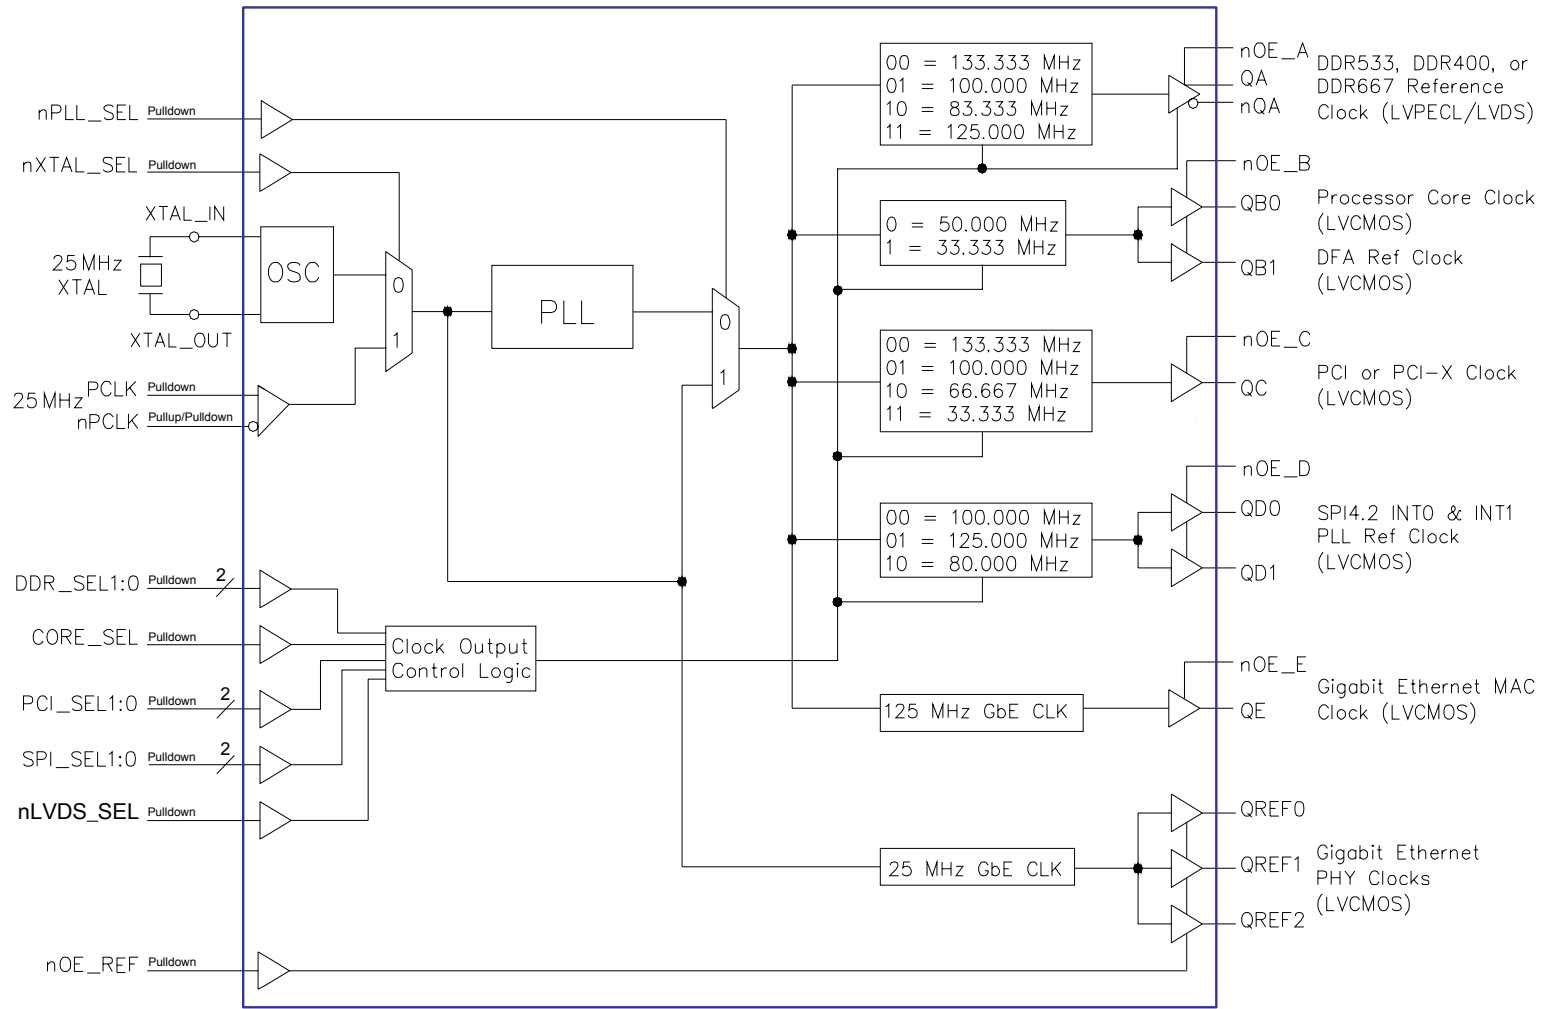 nPLL_SEL Pulldown
nXTAL_SEL Pulldown
XTAL_IN
25 MHz
XTAL
XTAL_OUT
OSC
0
1
PCLK Pulldown
25 MHz
nPCLK Pullup/Pulldown
PLL
0
1
DDR_SEL1:0 Pulldown 2
CORE_SEL Pulldown
PCI_SEL1:0 Pulldown 2
SPI_SEL1:0 Pulldown 2
nLVDS_SEL Pulldown
Clock Output
Control Logic
nOE_REF Pulldown
00 = 133.333 MHz
01 = 100.000 MHz
10 = 83.333 MHz
11 = 125.000 MHz
nOE_A
QA
nQA
DDR533, DDR400, or
DDR667 Reference
Clock (LVPECL/LVDS)
0 = 50.000 MHz
1 = 33.333 MHz
nOE_B
QB0
QB1
Processor Core Clock
(LVCMOS)
DFA Ref Clock
(LVCMOS)
00 = 133.333 MHz
01 = 100.000 MHz
10 = 66.667 MHz
11 = 33.333 MHz
nOE_C
QC
PCI or PCI-X Clock
(LVCMOS)
00 = 100.000 MHz
01 = 125.000 MHz
10 = 80.000 MHz
nOE_D
QD0
QD1
SPI4.2 INT0 & INT1
PLL Ref Clock
(LVCMOS)
125 MHz GbE CLK
nOE_E
QE
Gigabit Ethernet MAC
Clock (LVCMOS)
25 MHz GbE CLK
QREF0
QREF1
QREF2
Gigabit Ethernet
PHY Clocks
(LVCMOS)